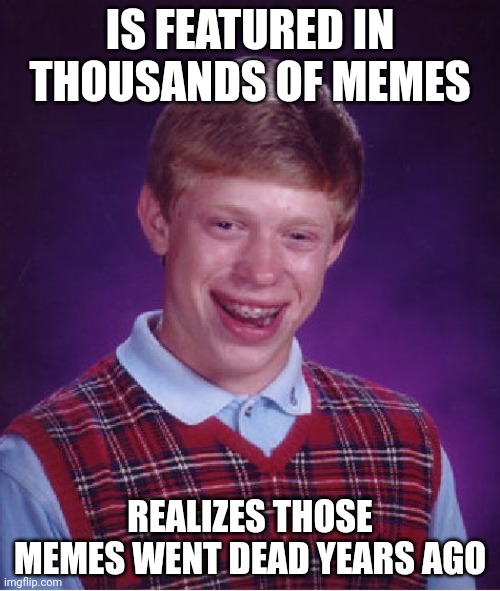 IS FEATURED IN
THOUSANDS OF MEMES
REALIZES THOSE
MEMES WENT DEAD YEARS AGO
imgflip.com